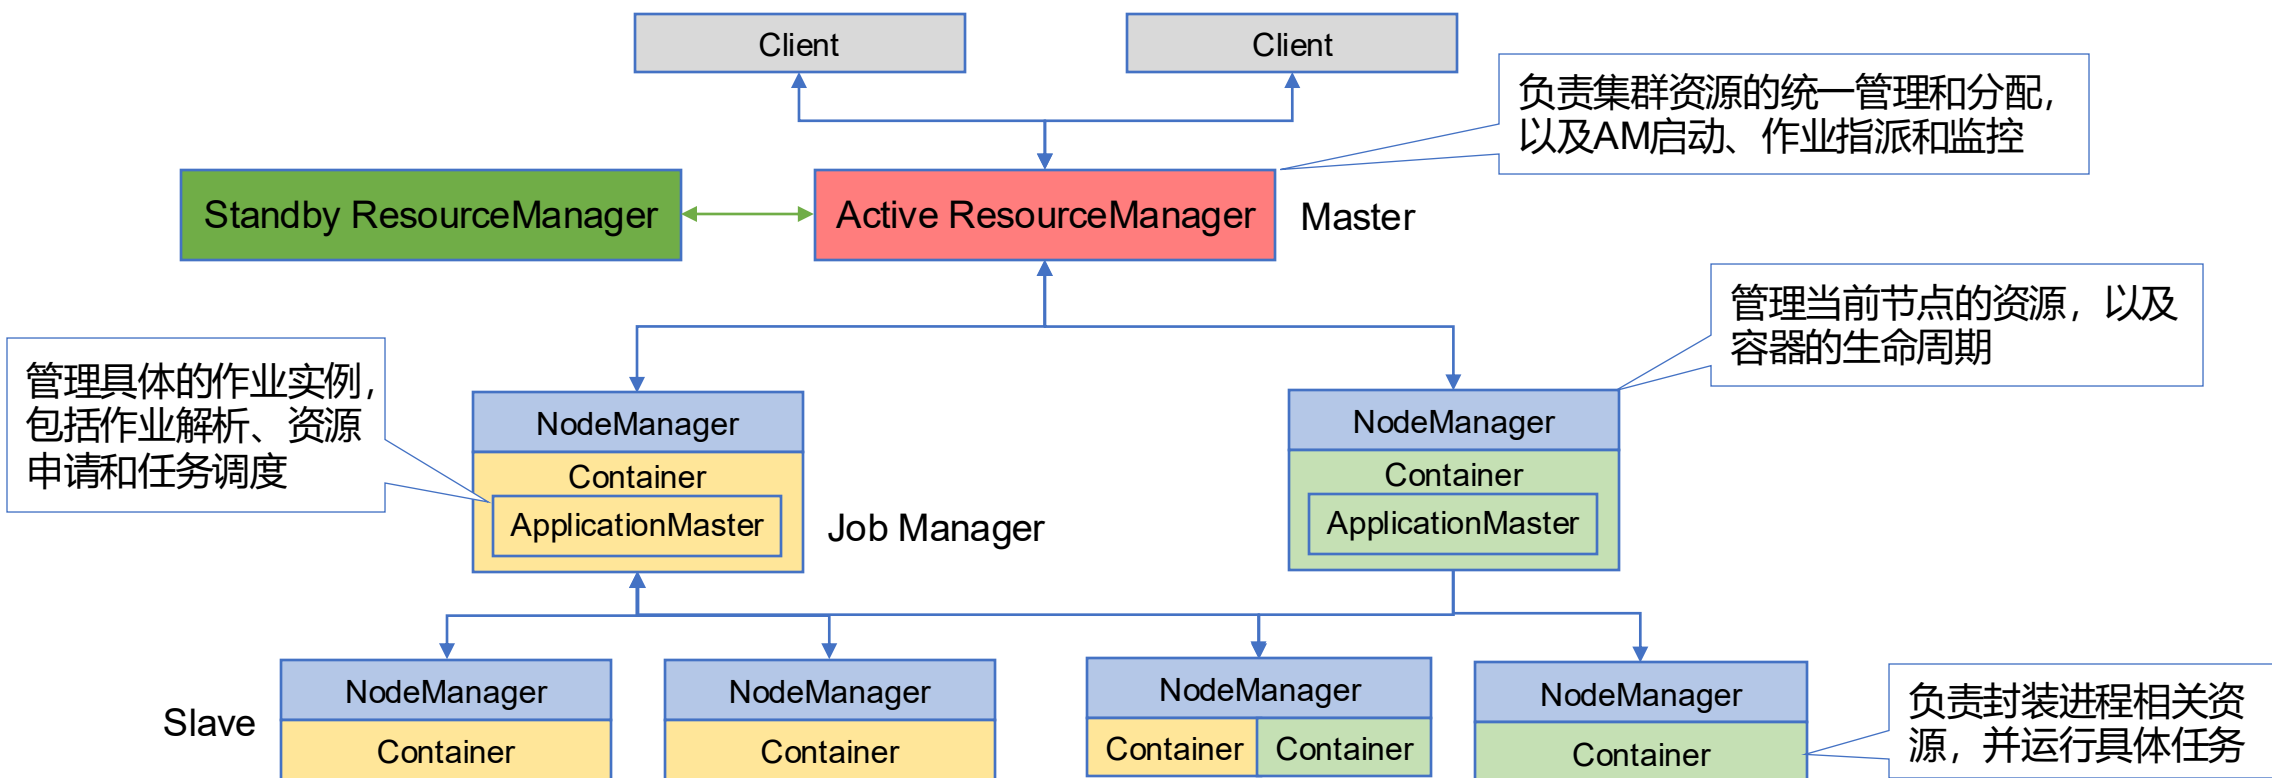 Client
Client
负责集群资源的统一管理和分配，
以及AM启动、作业指派和监控
Standby ResourceManager
Active ResourceManager
Master
管理当前节点的资源，以及
容器的生命周期
管理具体的作业实例，
包括作业解析、资源
申请和任务调度
NodeManager
Container
ApplicationMaster
Job Manager
NodeManager
Container
ApplicationMaster
Slave
NodeManager
Container
NodeManager
Container
NodeManager
Container
Container
NodeManager
Container
负责封装进程相关资
源，并运行具体任务